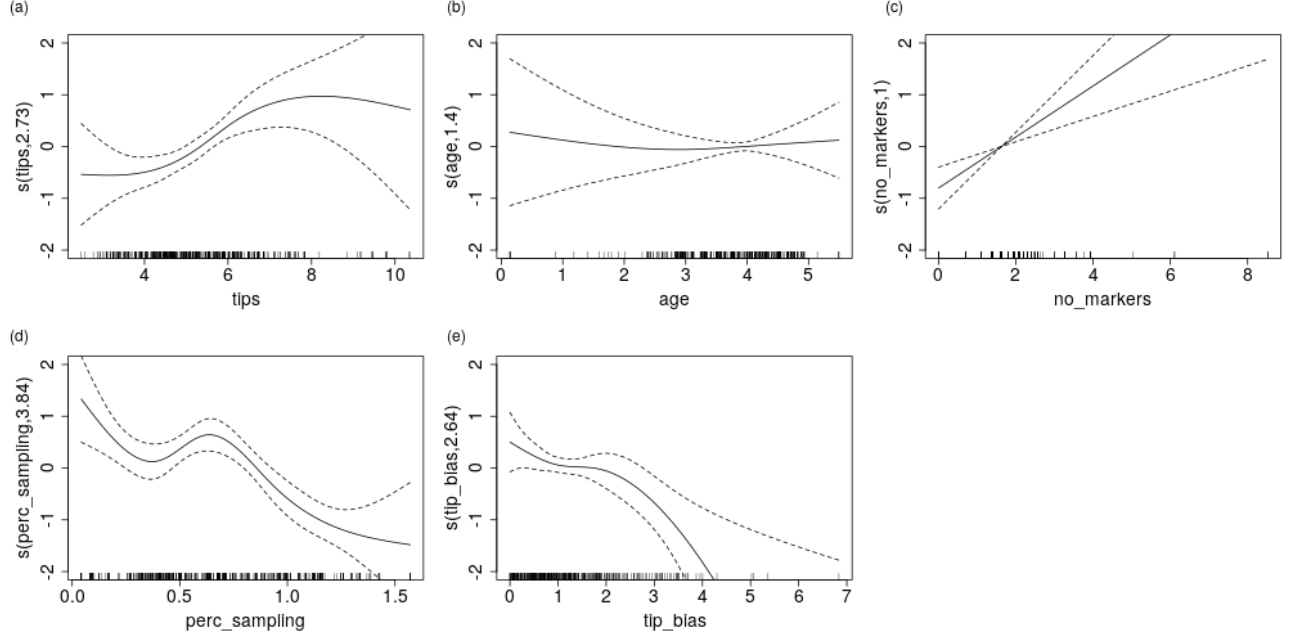 (a)
s(tips,2.73)
2
1
0
-1
-2
4 6 8 10
tips
(b)
s(age,1.4)
2
1
0
-1
-2
0 1 2 3 4 5
age
(c)
s(no_markers,1)
2
1
0
-1
-2
0 2 4 6 8
no_markers
(d)
s(perc_sampling,3.84)
2
1
0
-1
-2
0.0 0.5 1.0 1.5
perc_sampling
(e)
s(tip_bias,2.64)
2
1
0
-1
-2
0 1 2 3 4 5 6 7
tip_bias